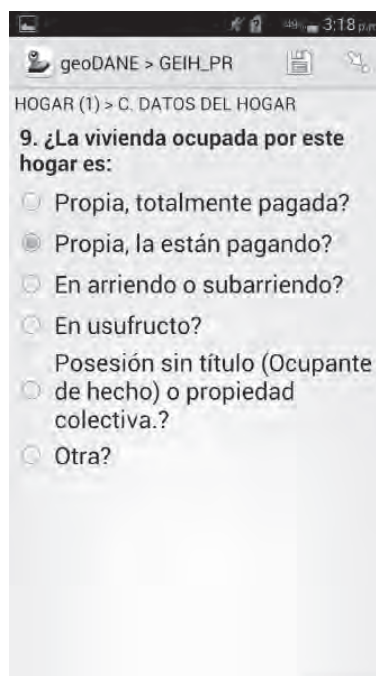 3:18 p.m.
geoDANE > GEIH_PR
HOGAR (1) > C. DATOS DEL HOGAR
9. ¿La vivienda ocupada por este
hogar es:
Propia, totalmente pagada?
Propia, la están pagando?
En arriendo o subarriendo?
En usufructo?
Posesión sin título (Ocupante
de hecho) o propiedad
colectiva.?
Otra?